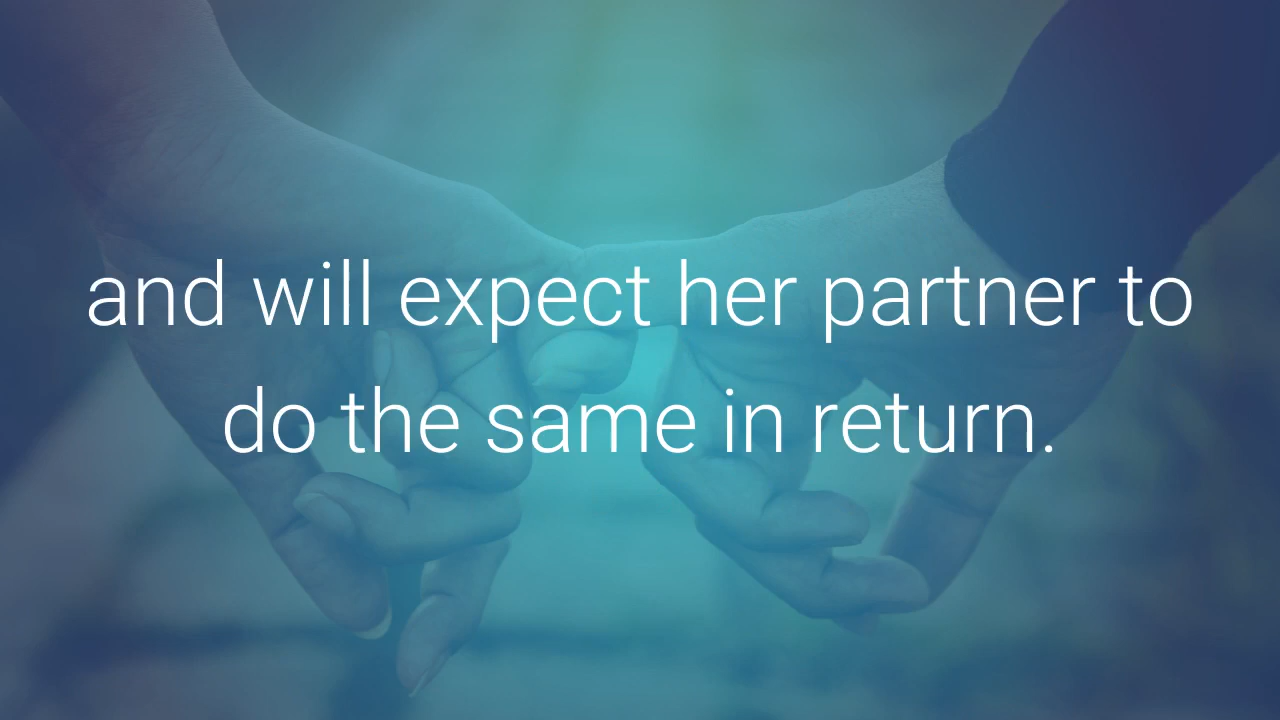 and will expect her partner to
do the same in return.